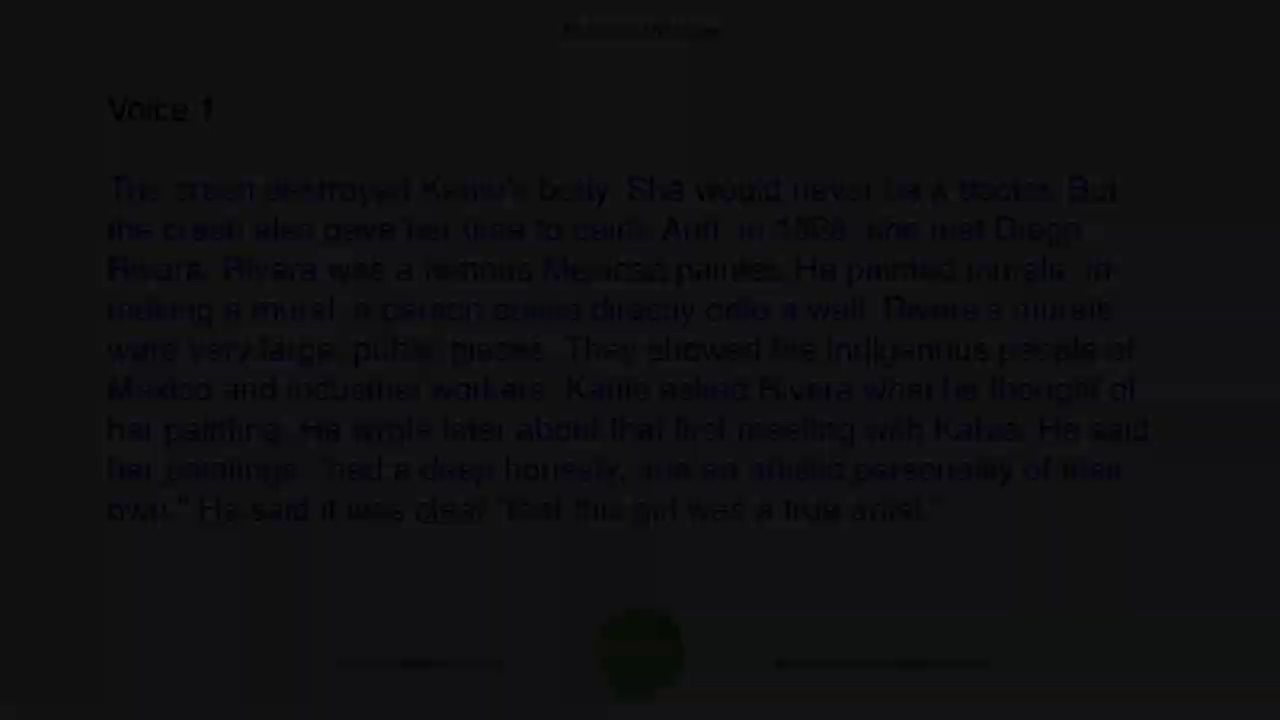 Voice 1
The crash destroyed Kahlo's body. She would never be a doctor. But
the crash also gave her time to paint. And, in 1928, she met Diego
Rivera. Rivera was a famous Mexican painter. He painted murals. In
making a mural, a person paints directly onto a wall. Rivera's murals
were very large, public pieces. They showed the indigenous people of
Mexico and industrial workers. Kahlo asked Rivera what he thought of
her painting. He wrote later about that first meeting with Kahlo. He said
her paintings "had a deep honesty, and an artistic personality of their
own." He said it was clear "that this girl was a true artist."